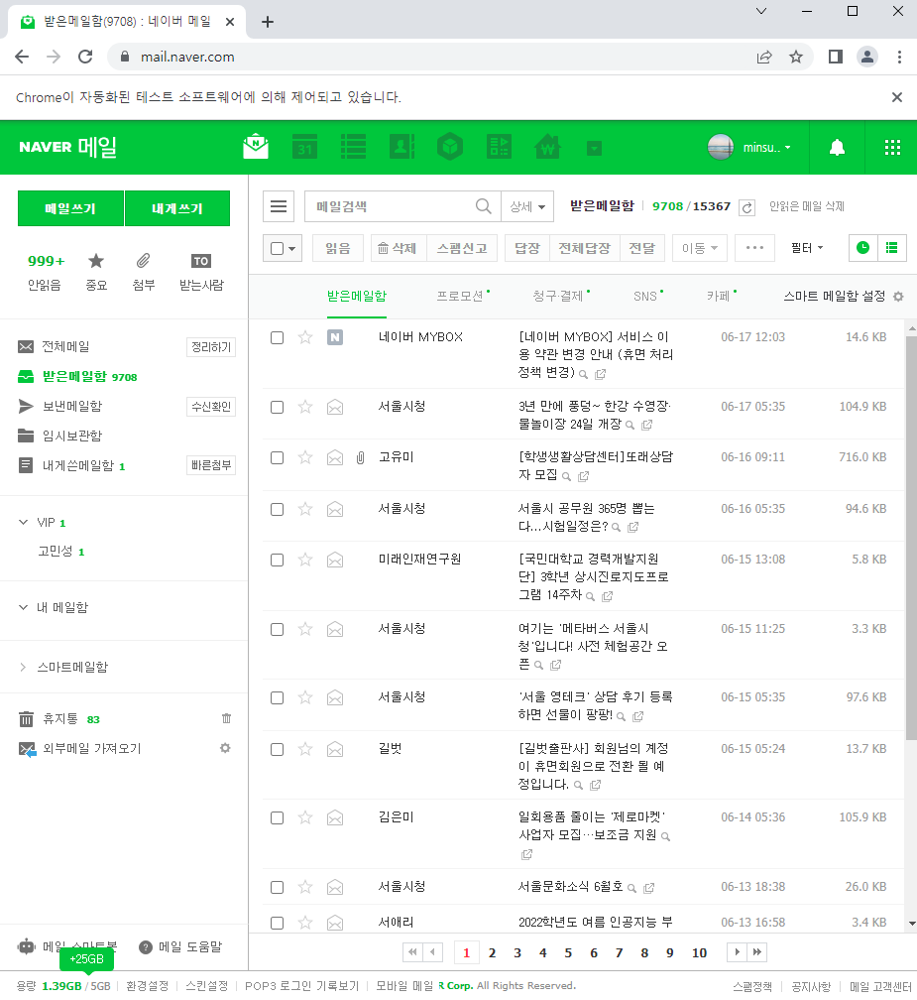 받은메일함(9708) : 네이버 메일
mail.naver.com
Chrome이 자동화된 테스트 소프트웨어에 의해 제어되고 있습니다.
NAVER 메일
N
31
minsu..
메일쓰기 내게쓰기
메일검색 상세 받은메일함 9708 / 15367 안읽은 메일 삭제
읽음 삭제 스팸신고 답장 전체답장 전달 이동 필터
999+ TO
안읽음 중요 첨부 받는사람
받은메일함 프로모션 청구·결제 SNS 카페 스마트 메일함 설정
전체메일 정리하기
받은메일함 9708
보낸메일함 수신확인
임시보관함
내게쓴메일함 1 빠른첨부
VIP 1
고민성 1
내 메일함
스마트메일함
휴지통 83
외부메일 가져오기
N 네이버 MYBOX [네이버 MYBOX] 서비스 이 06-17 12:03 14.6 KB
용 약관 변경 안내 (휴면 처리
정책 변경)
서울시청 3년 만에 풍덩~ 한강 수영장· 06-17 05:35 104.9 KB
물놀이장 24일 개장
고유미 [학생생활상담센터]또래상담 06-16 09:11 716.0 KB
자 모집
서울시청 서울시 공무원 365명 뽑는 06-16 05:35 94.6 KB
다...시험일정은?
미래인재연구원 [국민대학교 경력개발지원 06-15 13:08 5.8 KB
단] 3학년 상시진로지도프로
그램 14주차
서울시청 여기는 '메타버스 서울시 06-15 11:25 3.3 KB
청'입니다! 사전 체험공간 오
픈
서울시청 '서울 영테크' 상담 후기 등록 06-15 05:35 97.6 KB
하면 선물이 팡팡!
길벗 [길벗출판사] 회원님의 계정 06-15 05:24 13.7 KB
이 휴면회원으로 전환 될 예
정입니다.
김은미 일회용품 줄이는 '제로마켓' 06-14 05:36 105.9 KB
사업자 모집…보조금 지원
서울시청 서울문화소식 6월호 06-13 18:38 26.0 KB
서애리 2022학년도 여름 인공지능 부 06-13 16:58 3.4 KB
메일 스마트봇 ? 메일 도움말
+25GB
1 2 3 4 5 6 7 8 9 10
용량 1.39GB / 5GB 환경설정 스킨설정 POP3 로그인 기록보기 모바일 메일 R Corp. All Rights Reserved. 스팸정책 공지사항 메일 고객센터